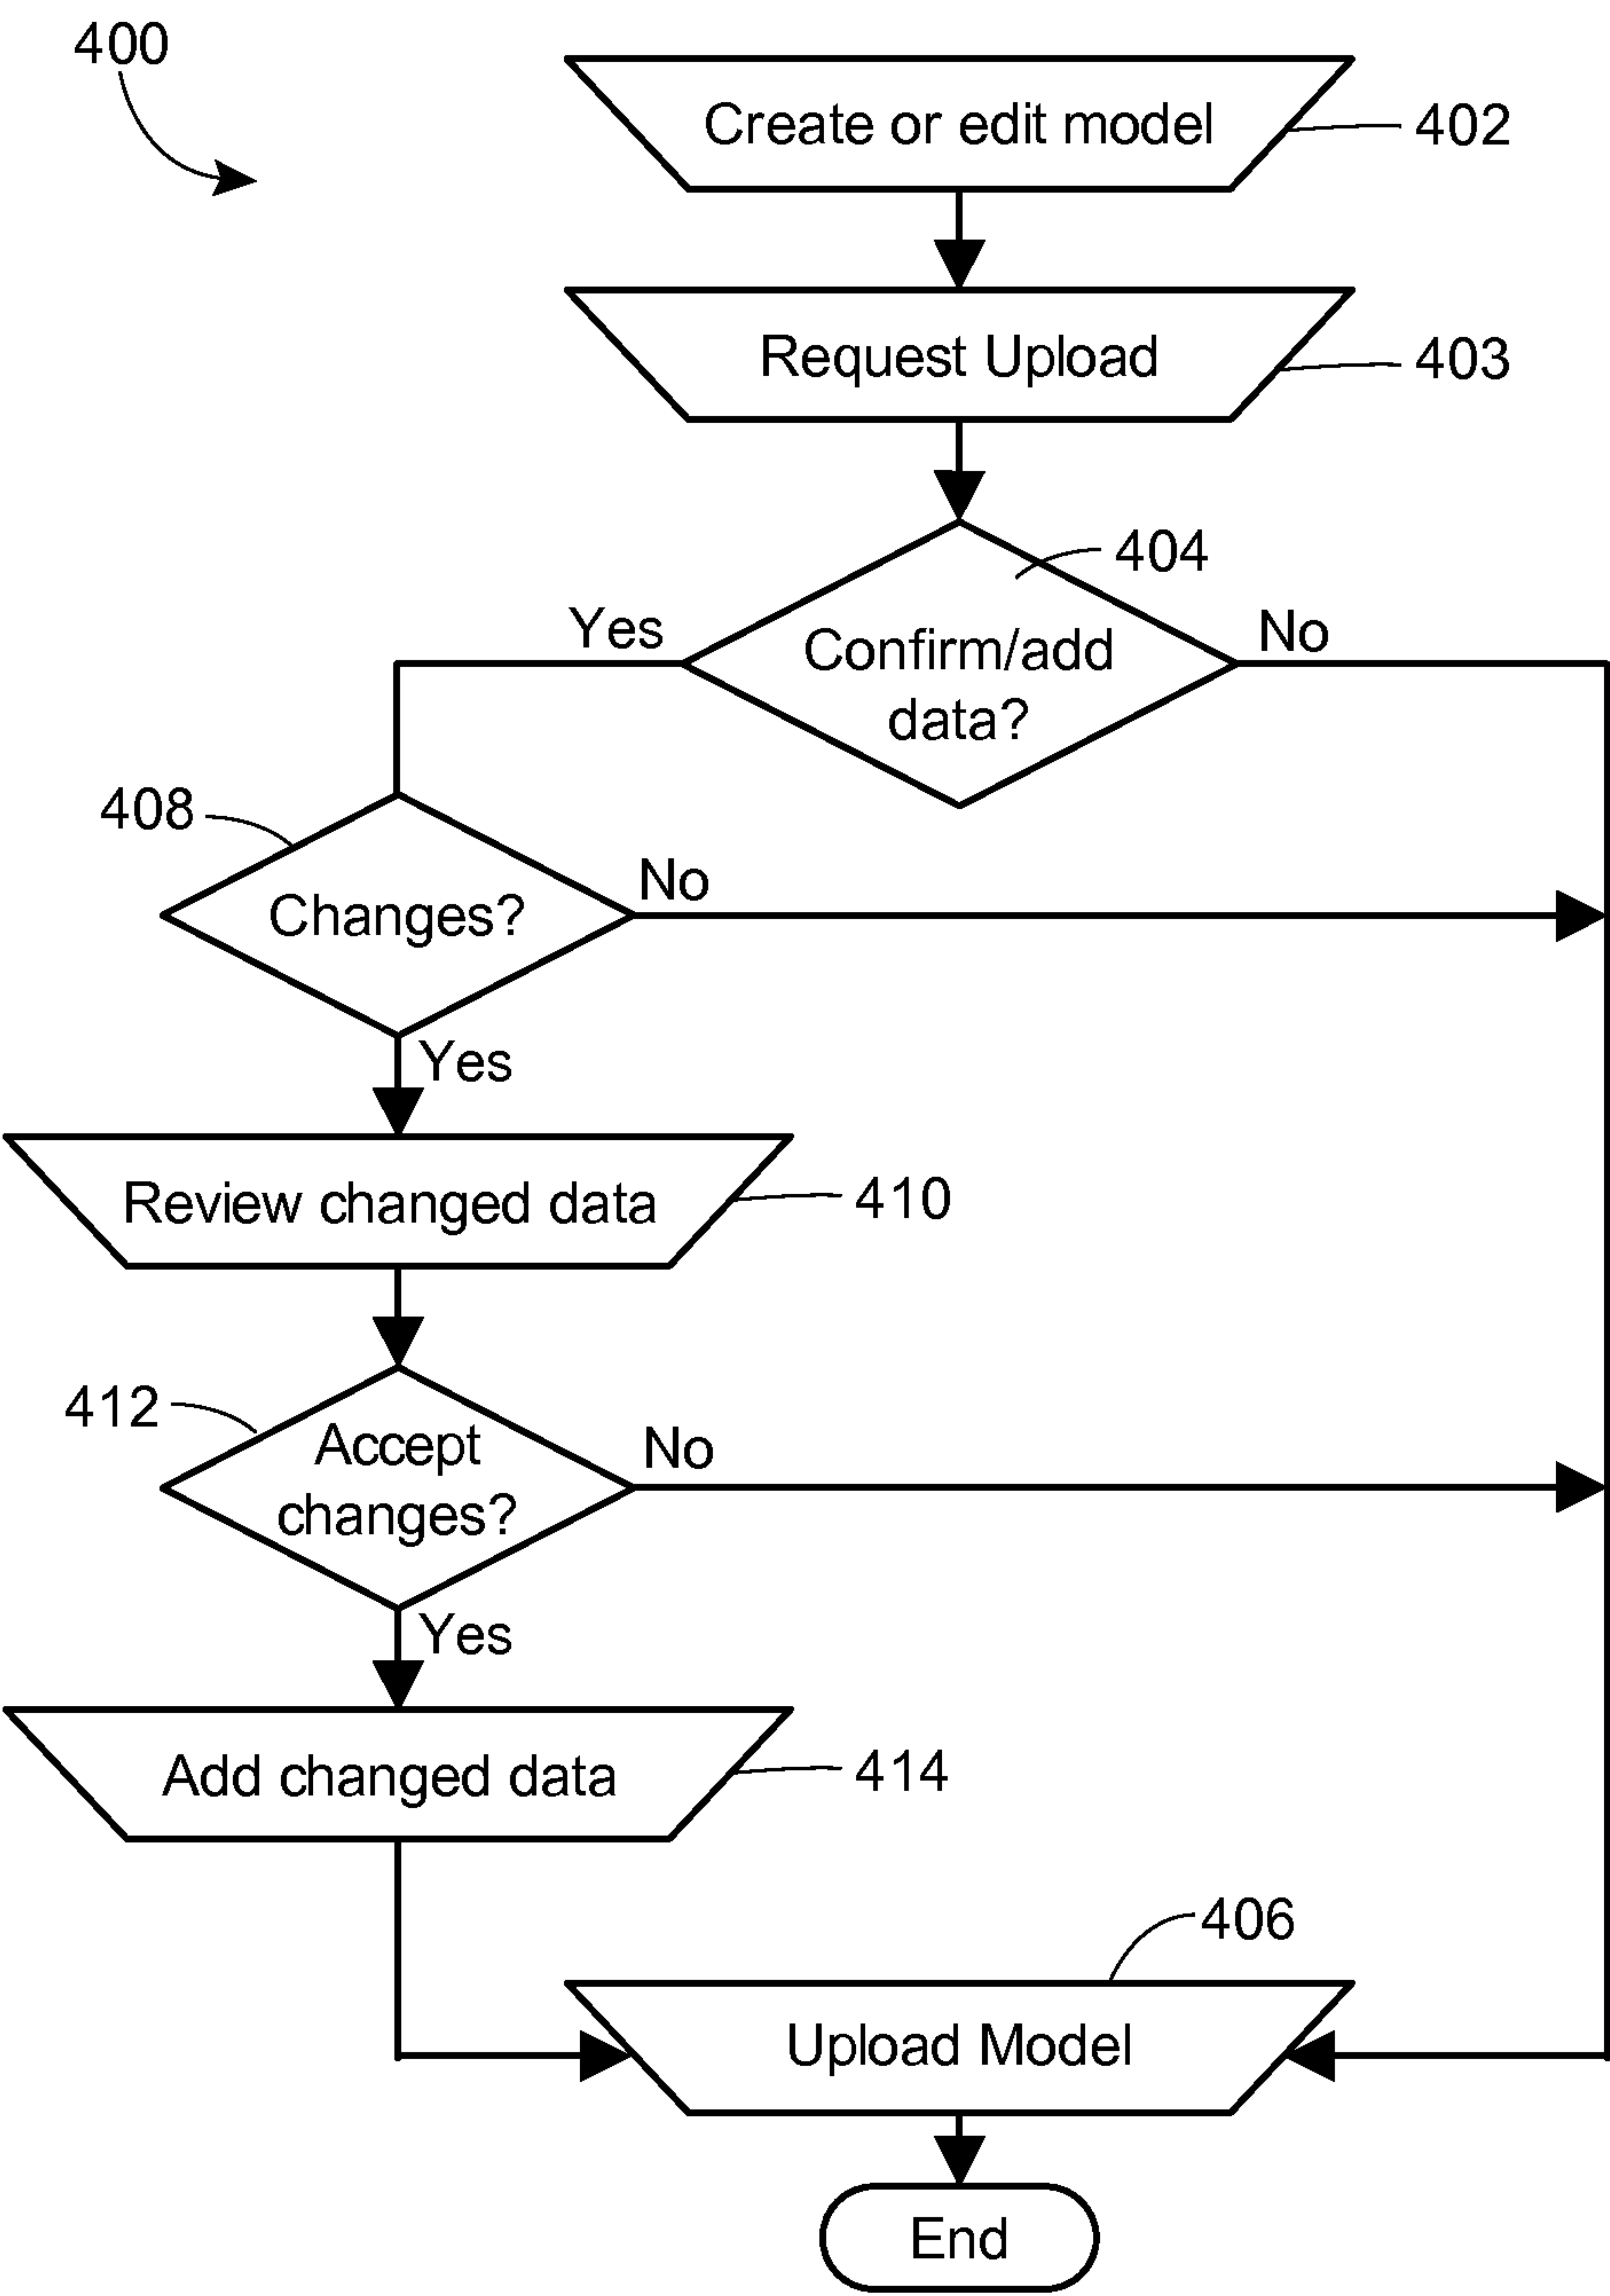 400
Create or edit model
402
Request Upload
403
404
Yes
Confirm/add
data?
No
408
Changes?
No
Yes
Review changed data
410
412
Accept
changes?
No
Yes
Add changed data
414
406
Upload Model
End